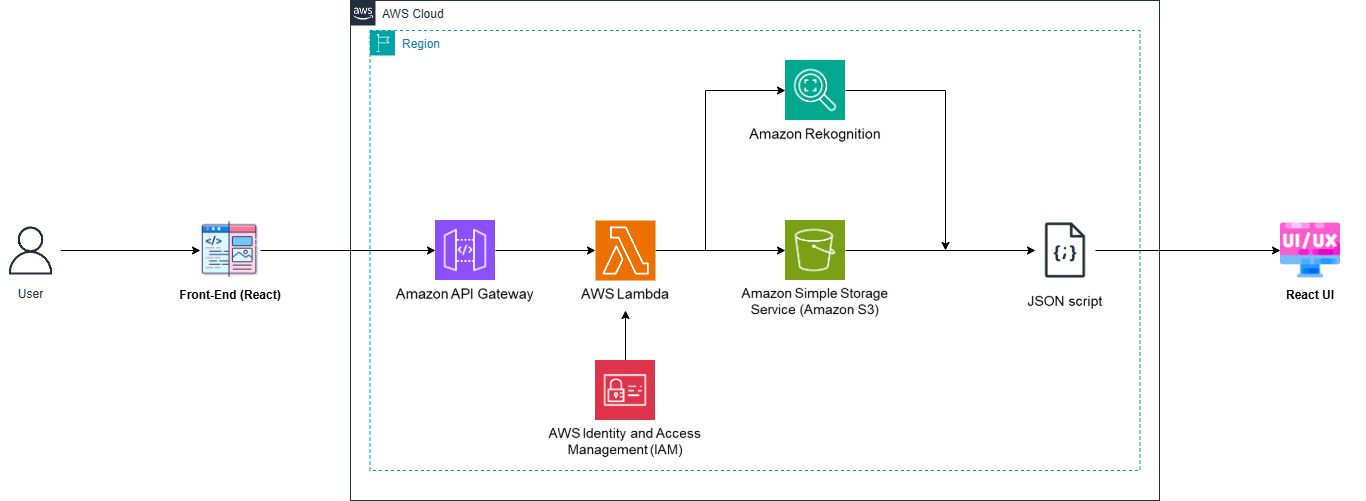 aws
AWS Cloud
Region
Amazon Rekognition
</>
</>
User
Front-End (React)
Amazon API Gateway
AWS Lambda
Amazon Simple Storage
Service (Amazon S3)
{;}
JSON script
UI/UX
React UI
AWS Identity and Access
Management (IAM)